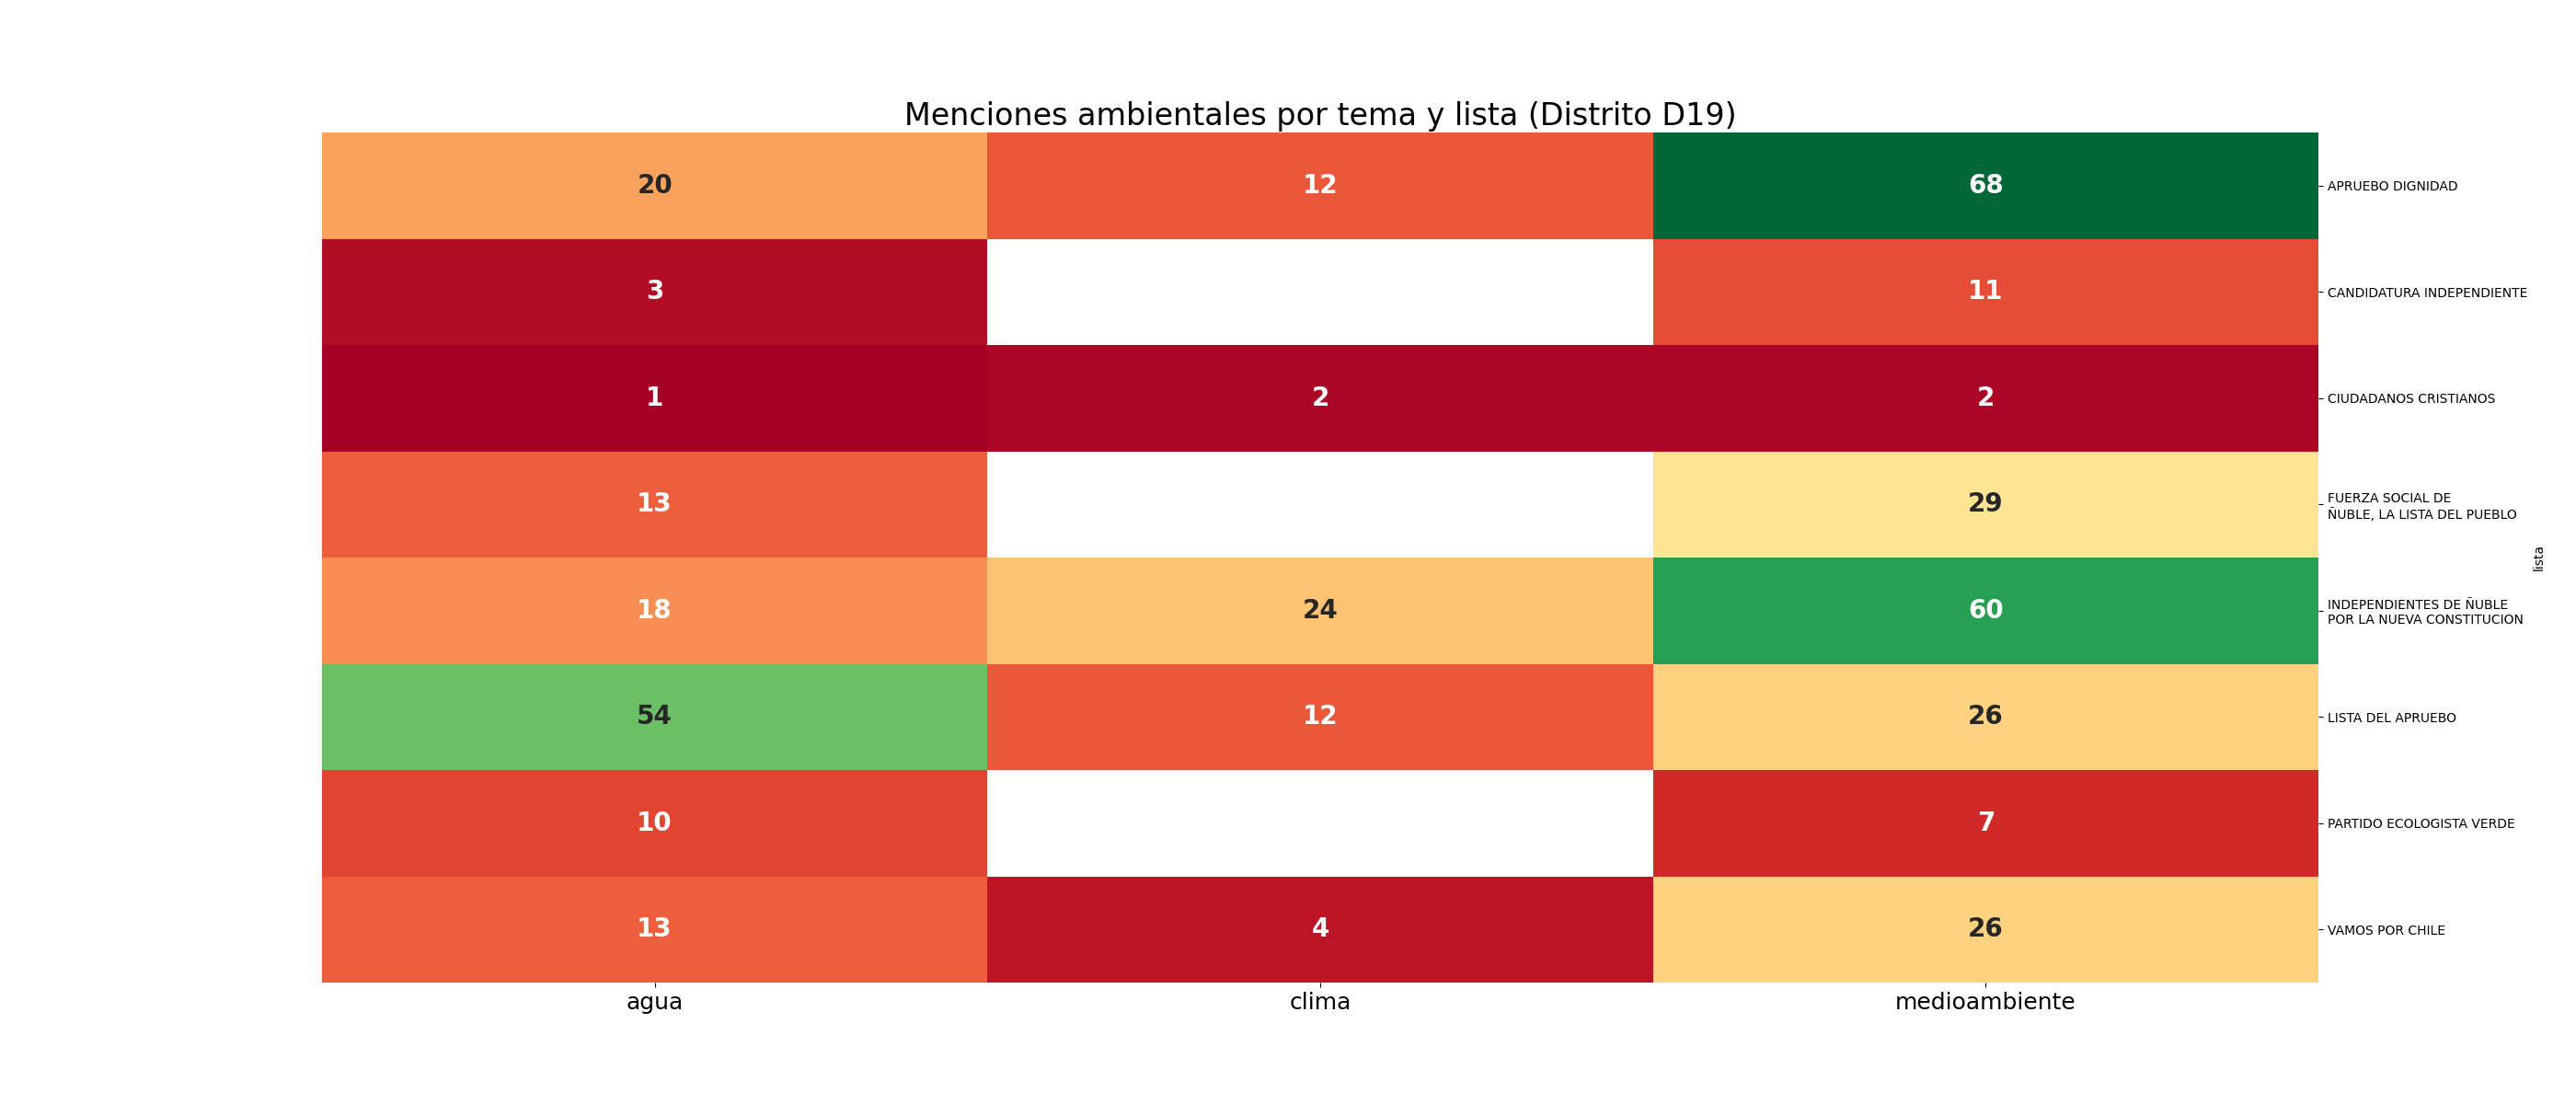 Menciones ambientales por tema y lista (Distrito D19)
20 12 68 APRUEBO DIGNIDAD
3 11 CANDIDATURA INDEPENDIENTE
1 2 2 CIUDADANOS CRISTIANOS
13 29 FUERZA SOCIAL DE
ÑUBLE, LA LISTA DEL PUEBLO
18 24 60 INDEPENDIENTES DE ÑUBLE
POR LA NUEVA CONSTITUCION
54 12 26 LISTA DEL APRUEBO
10 7 PARTIDO ECOLOGISTA VERDE
13 4 26 VAMOS POR CHILE
agua clima medioambiente
lista